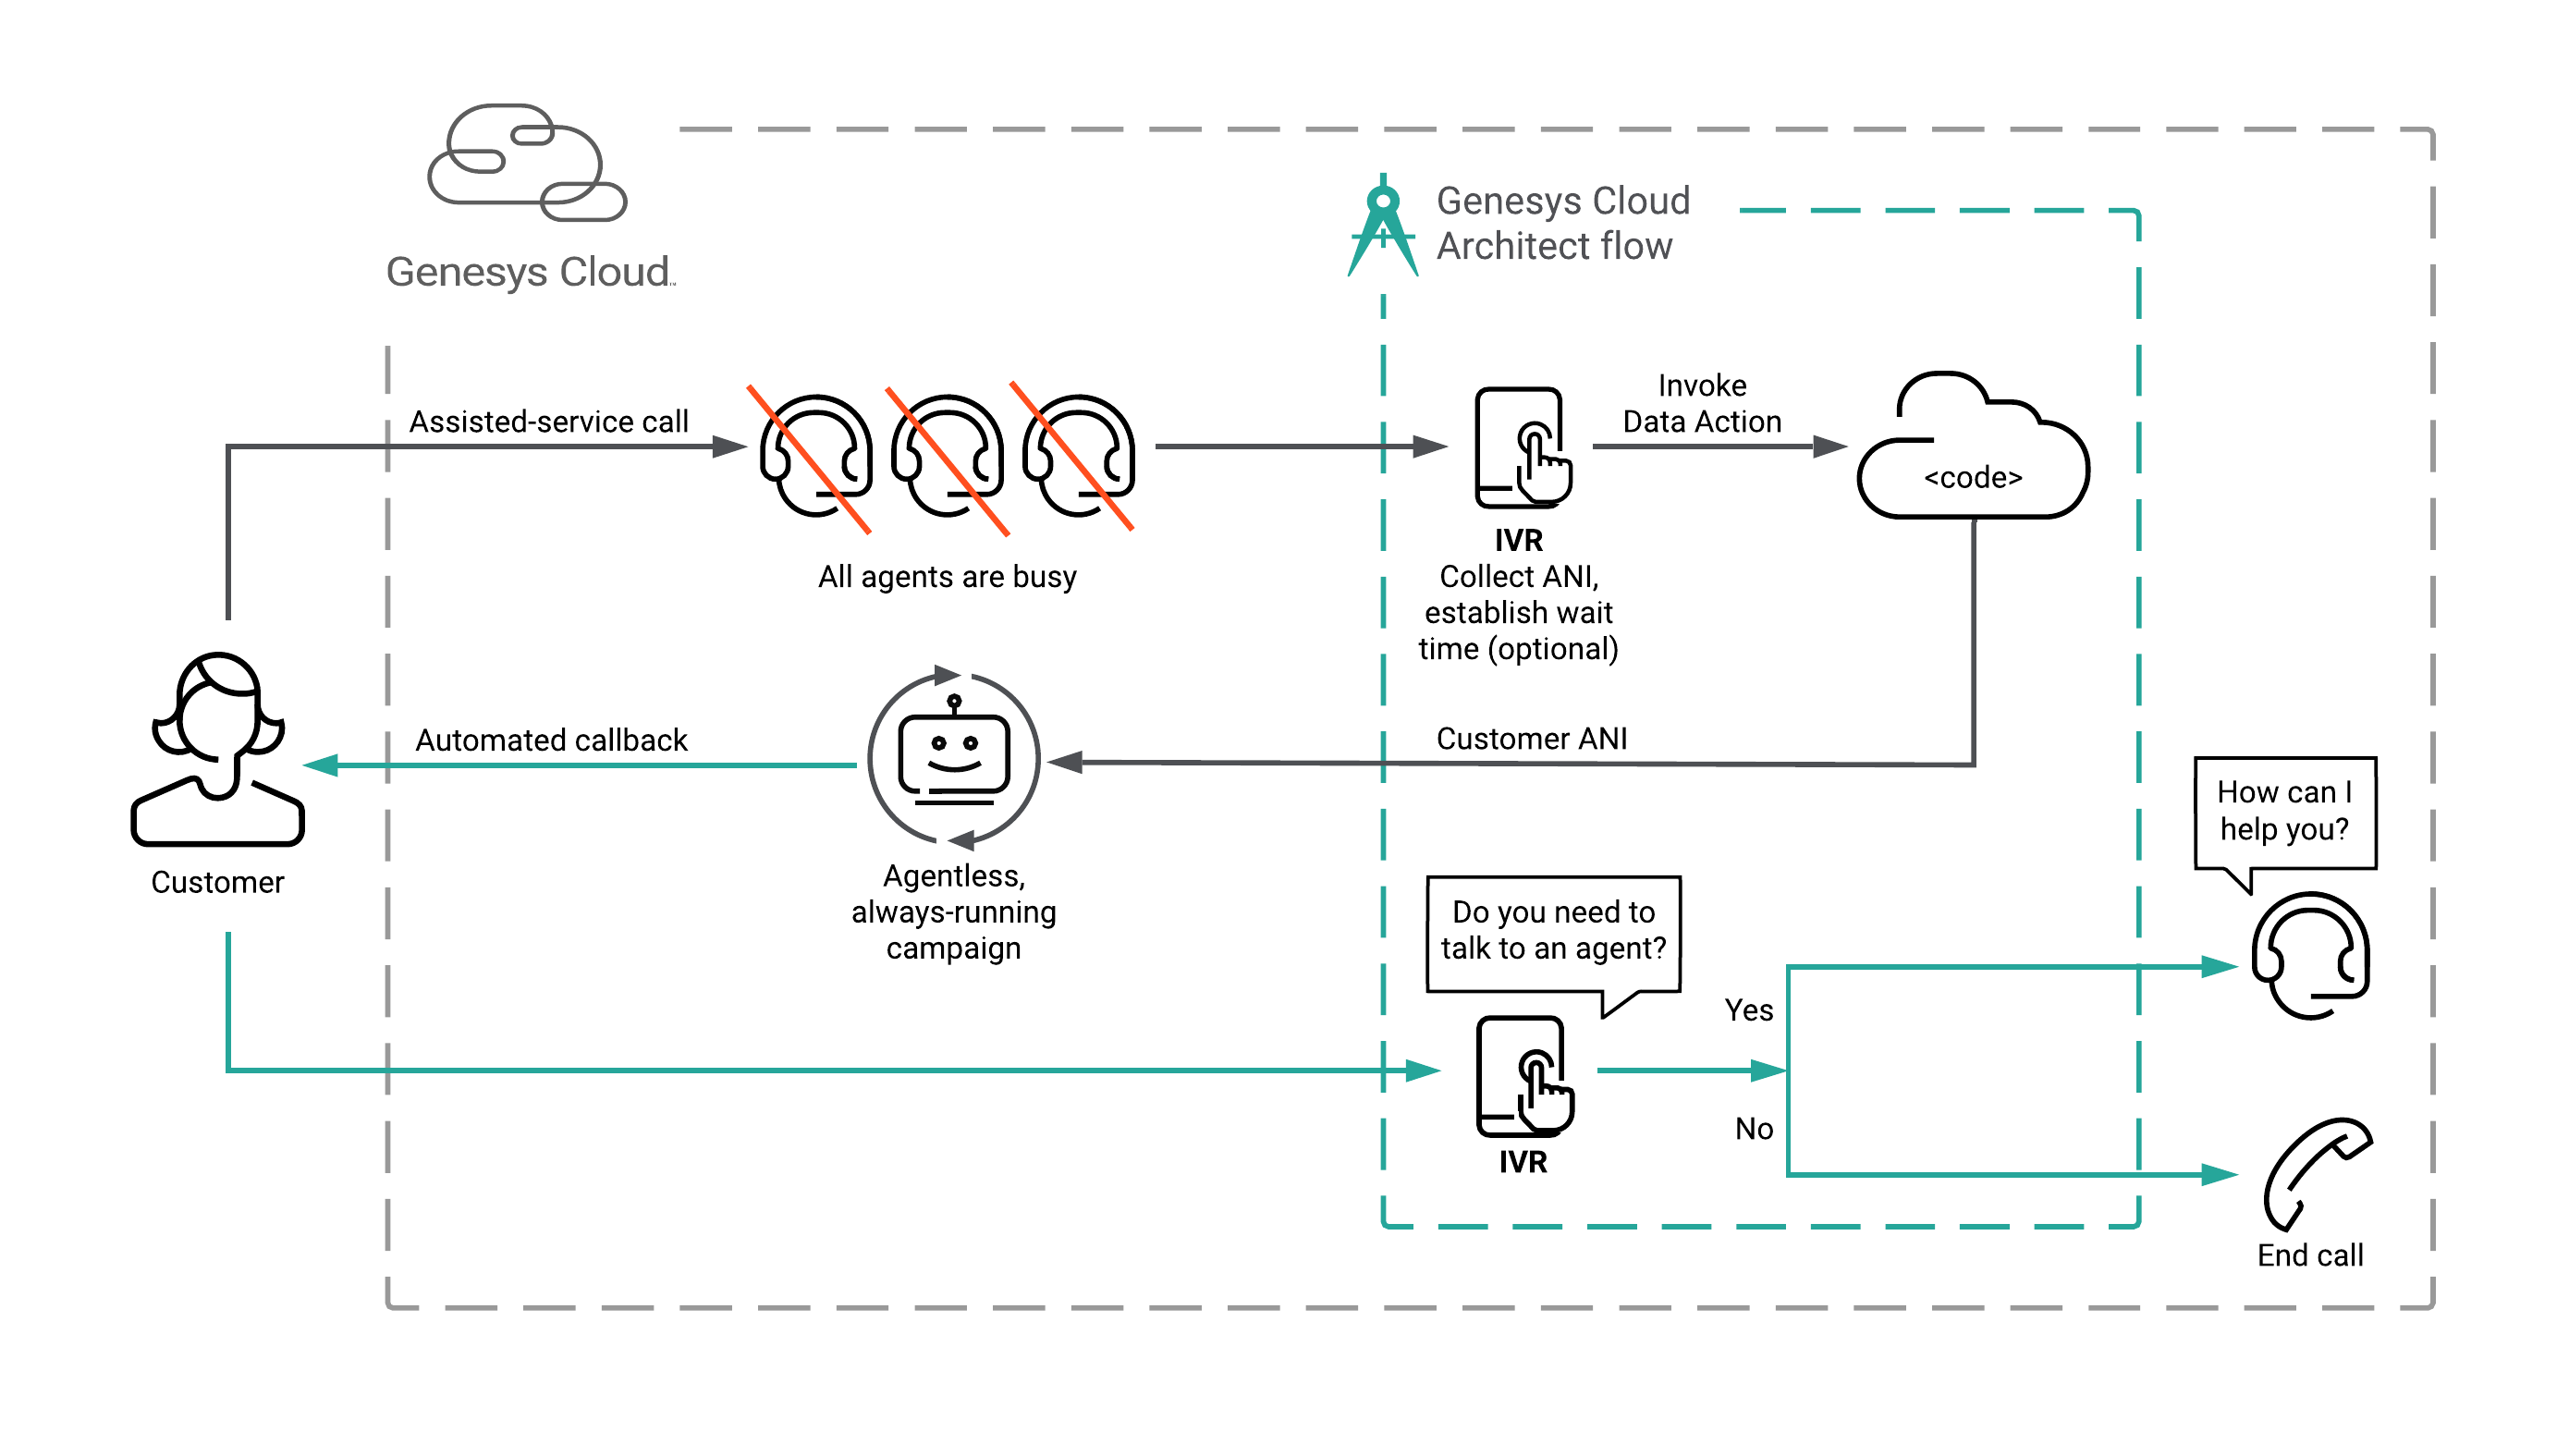 Genesys Cloud™
Genesys Cloud
Architect flow
Assisted-service call
All agents are busy
Invoke
Data Action
<code>
IVR
Collect ANI,
establish wait
time (optional)
Automated callback
Customer ANI
Customer
Agentless,
always-running
campaign
How can I
help you?
Do you need to
talk to an agent?
Yes
No
IVR
End call